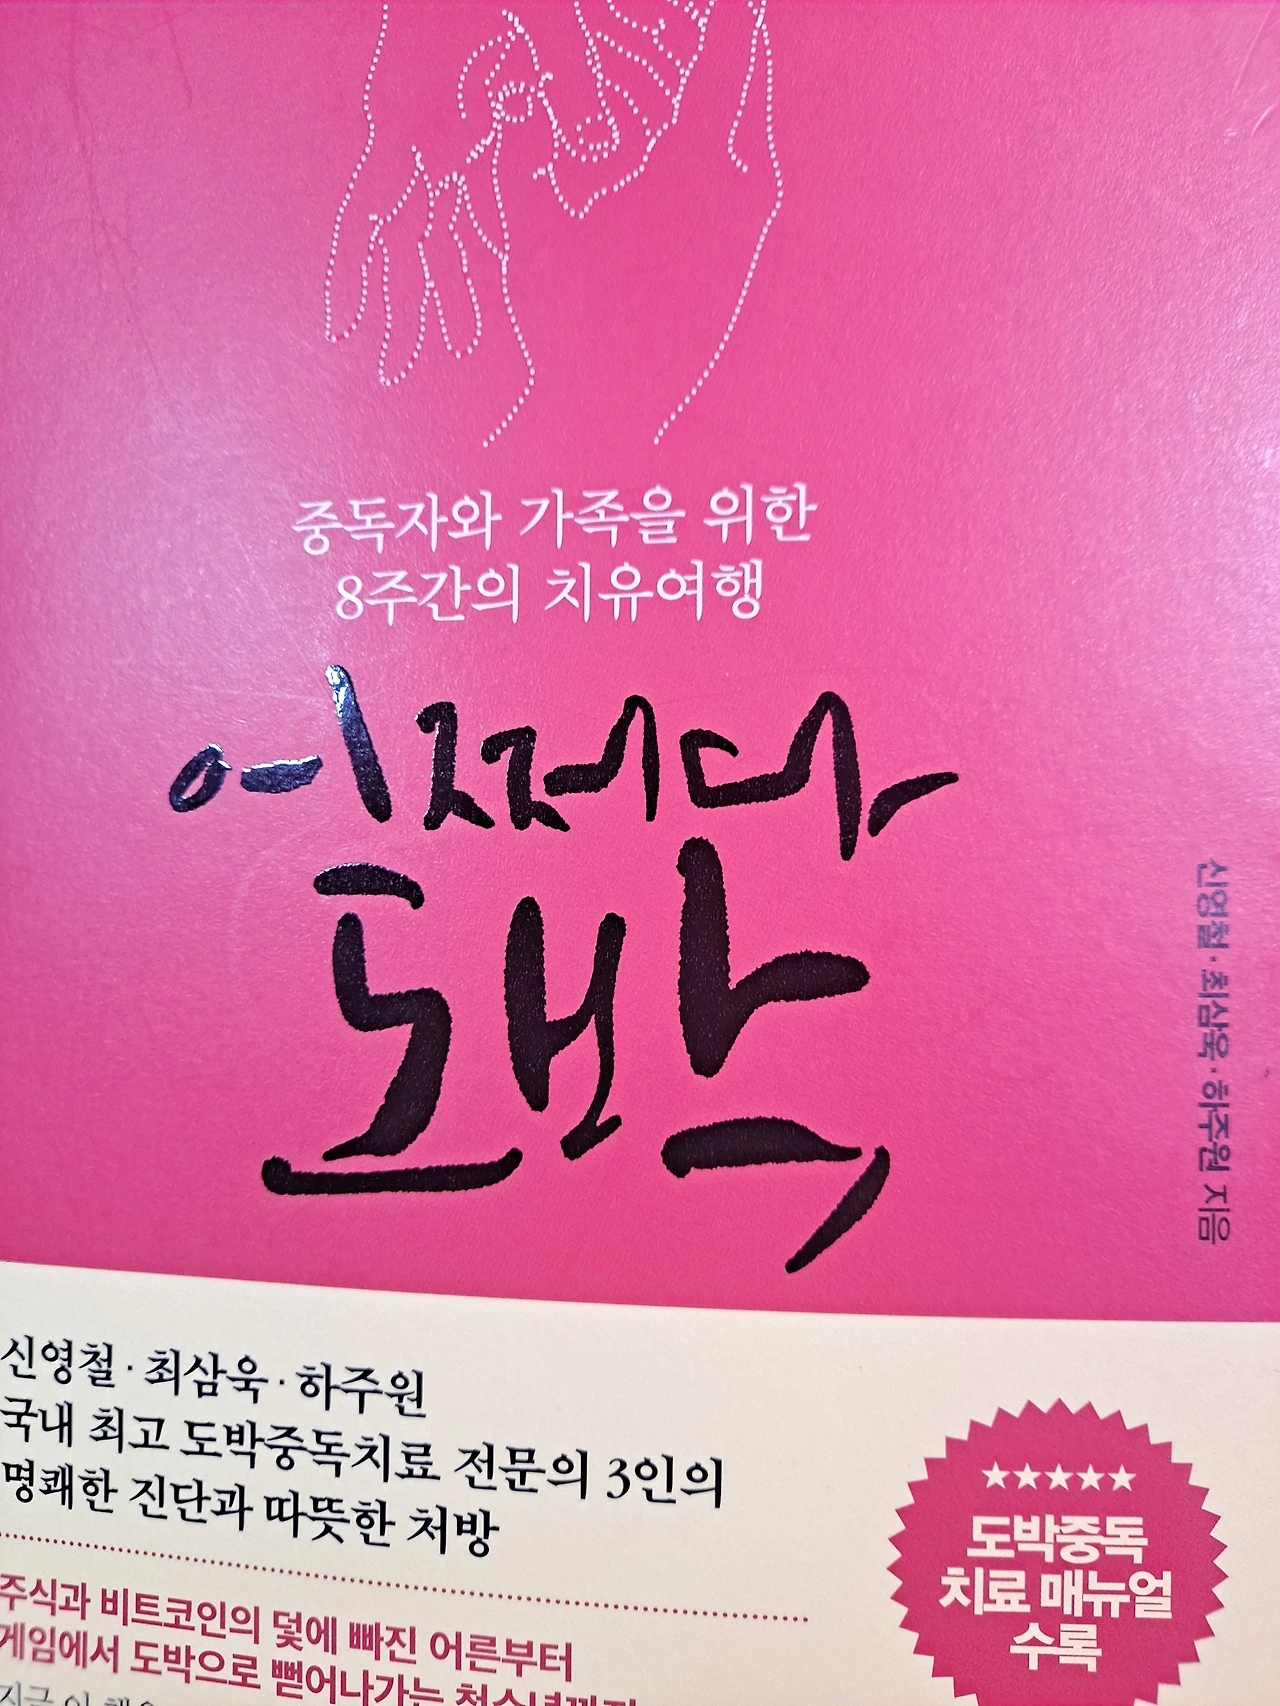 중독자와 가족을 위한
8주간의 치유여행
어쩌다
도박
신영철·최삼욱·하주원 지음
신영철·최삼욱·하주원
국내 최고 도박중독치료 전문의 3인의
명쾌한 진단과 따뜻한 처방
주식과 비트코인의 덫에 빠진 어른부터
게임에서 도박으로 뻗어나가는 청소년까지
★★★★★
도박중독
치료 매뉴얼
수록